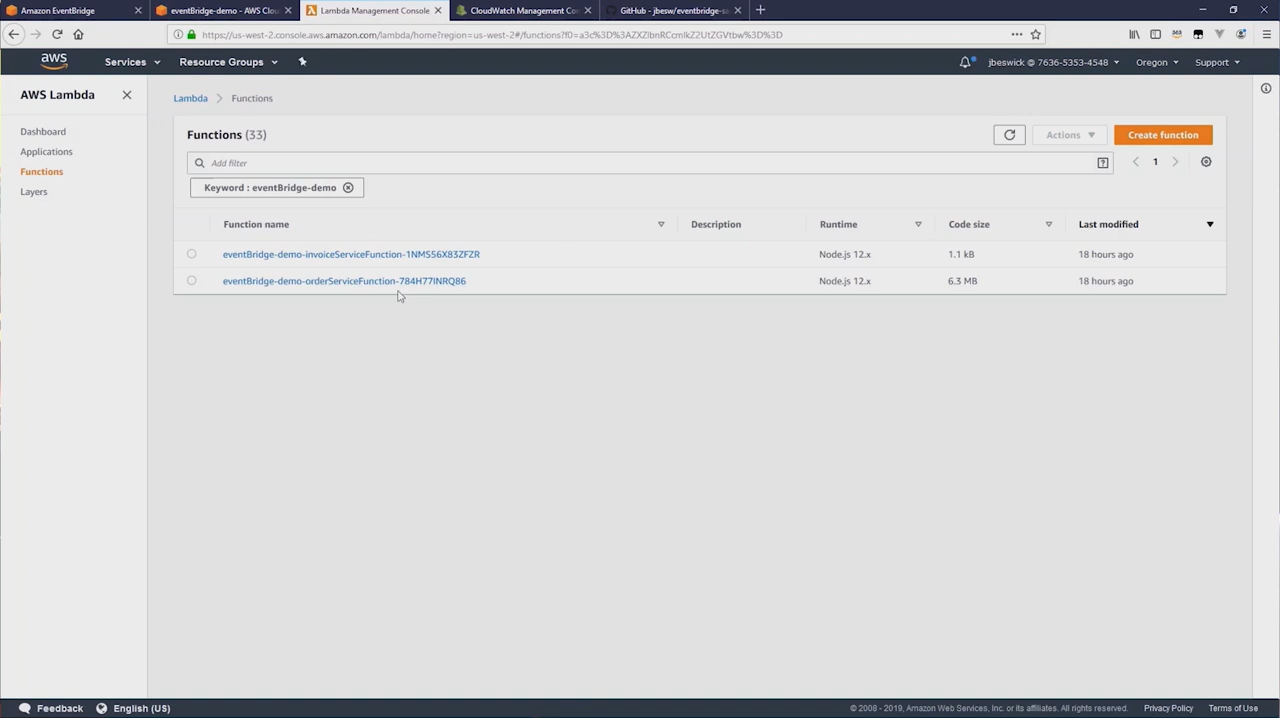 Amazon EventBridge
eventBridge-demo - AWS Clou
Lambda Management Console
CloudWatch Management Con
GitHub - jbesw/eventbridge-sa
https://us-west-2.console.aws.amazon.com/lambda/home?region=us-west-2#/functions?f0=a3c%3D%3AZXZlbnRCcmlkZ2UtZGVtbw%3D%3D
aws
Services
Resource Groups
jbeswick @ 7636-5353-4548
Oregon
Support
AWS Lambda
Dashboard
Applications
Functions
Layers
Lambda > Functions
Functions (33)
Actions
Create function
Add filter
1
Keyword : eventBridge-demo
Function name Description Runtime Code size Last modified
eventBridge-demo-invoiceServiceFunction-1NMS56X83ZFZR Node.js 12.x 1.1 kB 18 hours ago
eventBridge-demo-orderServiceFunction-784H77INRQ86 Node.js 12.x 6.3 MB 18 hours ago
Feedback
English (US)
© 2008 - 2019, Amazon Web Services, Inc. or its affiliates. All rights reserved.
Privacy Policy
Terms of Use